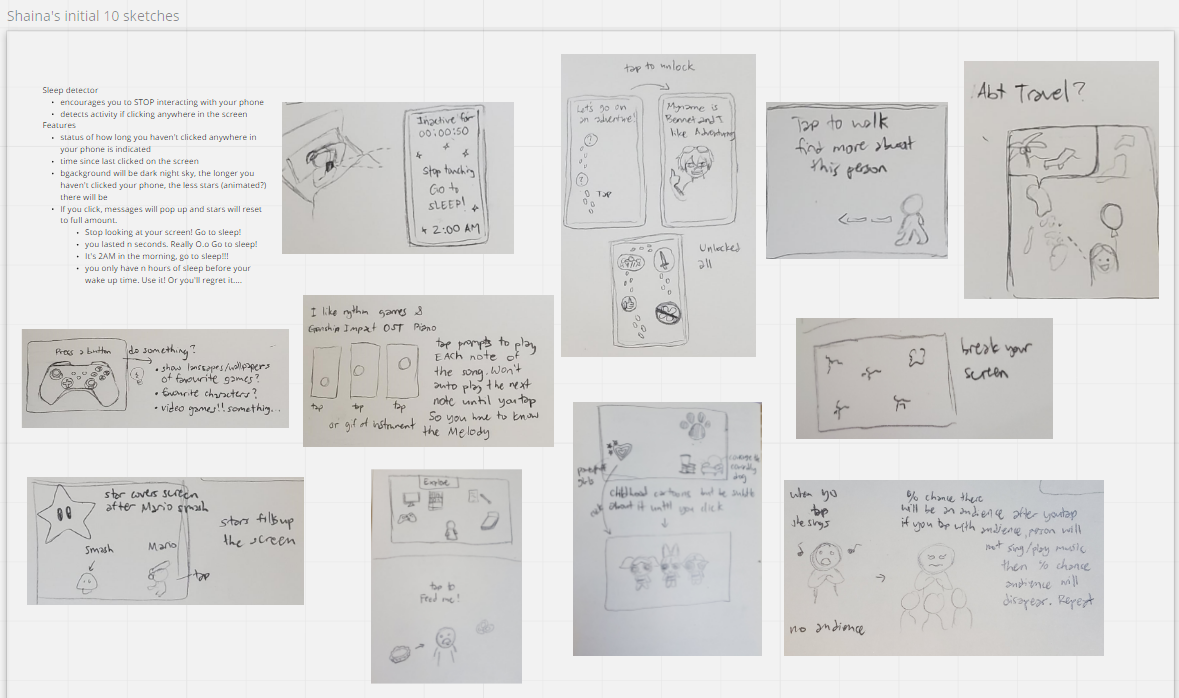 Shaina's initial 10 sketches
Sleep detector
encourages you to STOP interacting with your phone
detects activity if clicking anywhere in the screen
Features
status of how long you haven't clicked anywhere in
your phone is indicated
time since last clicked on the screen
bgackground will be dark night sky, the longer you
haven't clicked your phone, the less stars (animated?)
there will be
If you click, messages will pop up and stars will reset
to full amount.
Stop looking at your screen! Go to sleep!
you lasted n seconds. Really O.o Go to sleep!
It's 2AM in the morning, go to sleep!!!
you only have n hours of sleep before your
wake up time. Use it! Or you'll regret it....
Inactive for
00:00:50
Stop touching
Go to
SLEEP!
2:00 AM
tap to unlock
Let's go on
an adventure!
?
?
Tap
My name is
Bennet and I
like Adventuring
Unlocked
all
Tap to walk
find more about
this person
Abt Travel?
Press a button
do something?
show landscapes/wallpapers
of favourite games?
favourite characters?
video games!! something...
I like rythm games &
Genshin Impact OST Piano
tap tap tap
or gif of instrument
tap prompts to play
EACH note of
the song. Won't
auto play the next
note until you tap
So you have to know
the Melody
break your
screen
star covers screen
after Mario smash
smash
Mario
tap
stars fill up
the screen
Explore
tap to
Feed me!
courage the
cowardly
dog
childhood cartoons but be subtle
about it until you click
when you
tap
she sings
no audience
% chance there
will be an audience after you tap
if you tap with audience, person will
not sing/play music
then % chance
audience will
disappear. Repeat